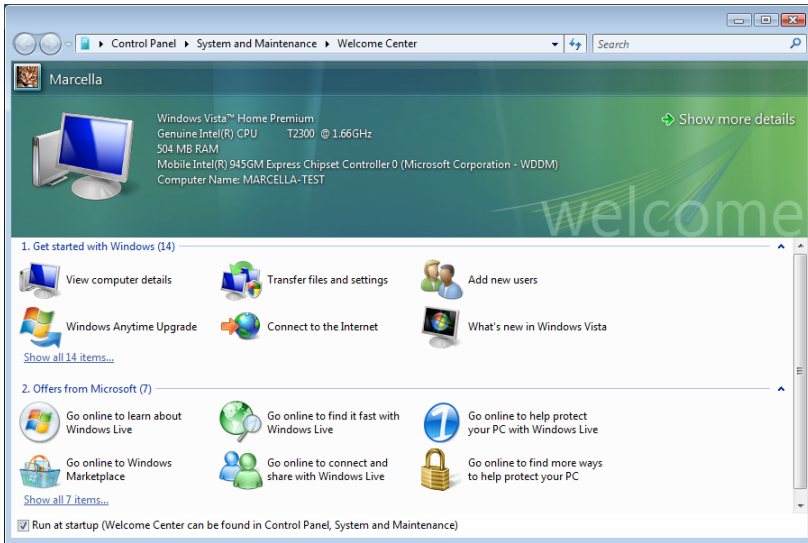 Control Panel ▸ System and Maintenance ▸ Welcome Center
Search
Marcella
Windows Vista™ Home Premium
Genuine Intel(R) CPU T2300 @ 1.66GHz
504 MB RAM
Mobile Intel(R) 945GM Express Chipset Controller 0 (Microsoft Corporation - WDDM)
Computer Name: MARCELLA-TEST
Show more details
welcome
1. Get started with Windows (14)
View computer details
Transfer files and settings
Add new users
Windows Anytime Upgrade
Connect to the Internet
What's new in Windows Vista
Show all 14 items...
2. Offers from Microsoft (7)
Go online to learn about
Windows Live
Go online to find it fast with
Windows Live
Go online to help protect
your PC with Windows Live
Go online to Windows
Marketplace
Go online to connect and
share with Windows Live
Go online to find more ways
to help protect your PC
Show all 7 items...
Run at startup (Welcome Center can be found in Control Panel, System and Maintenance)